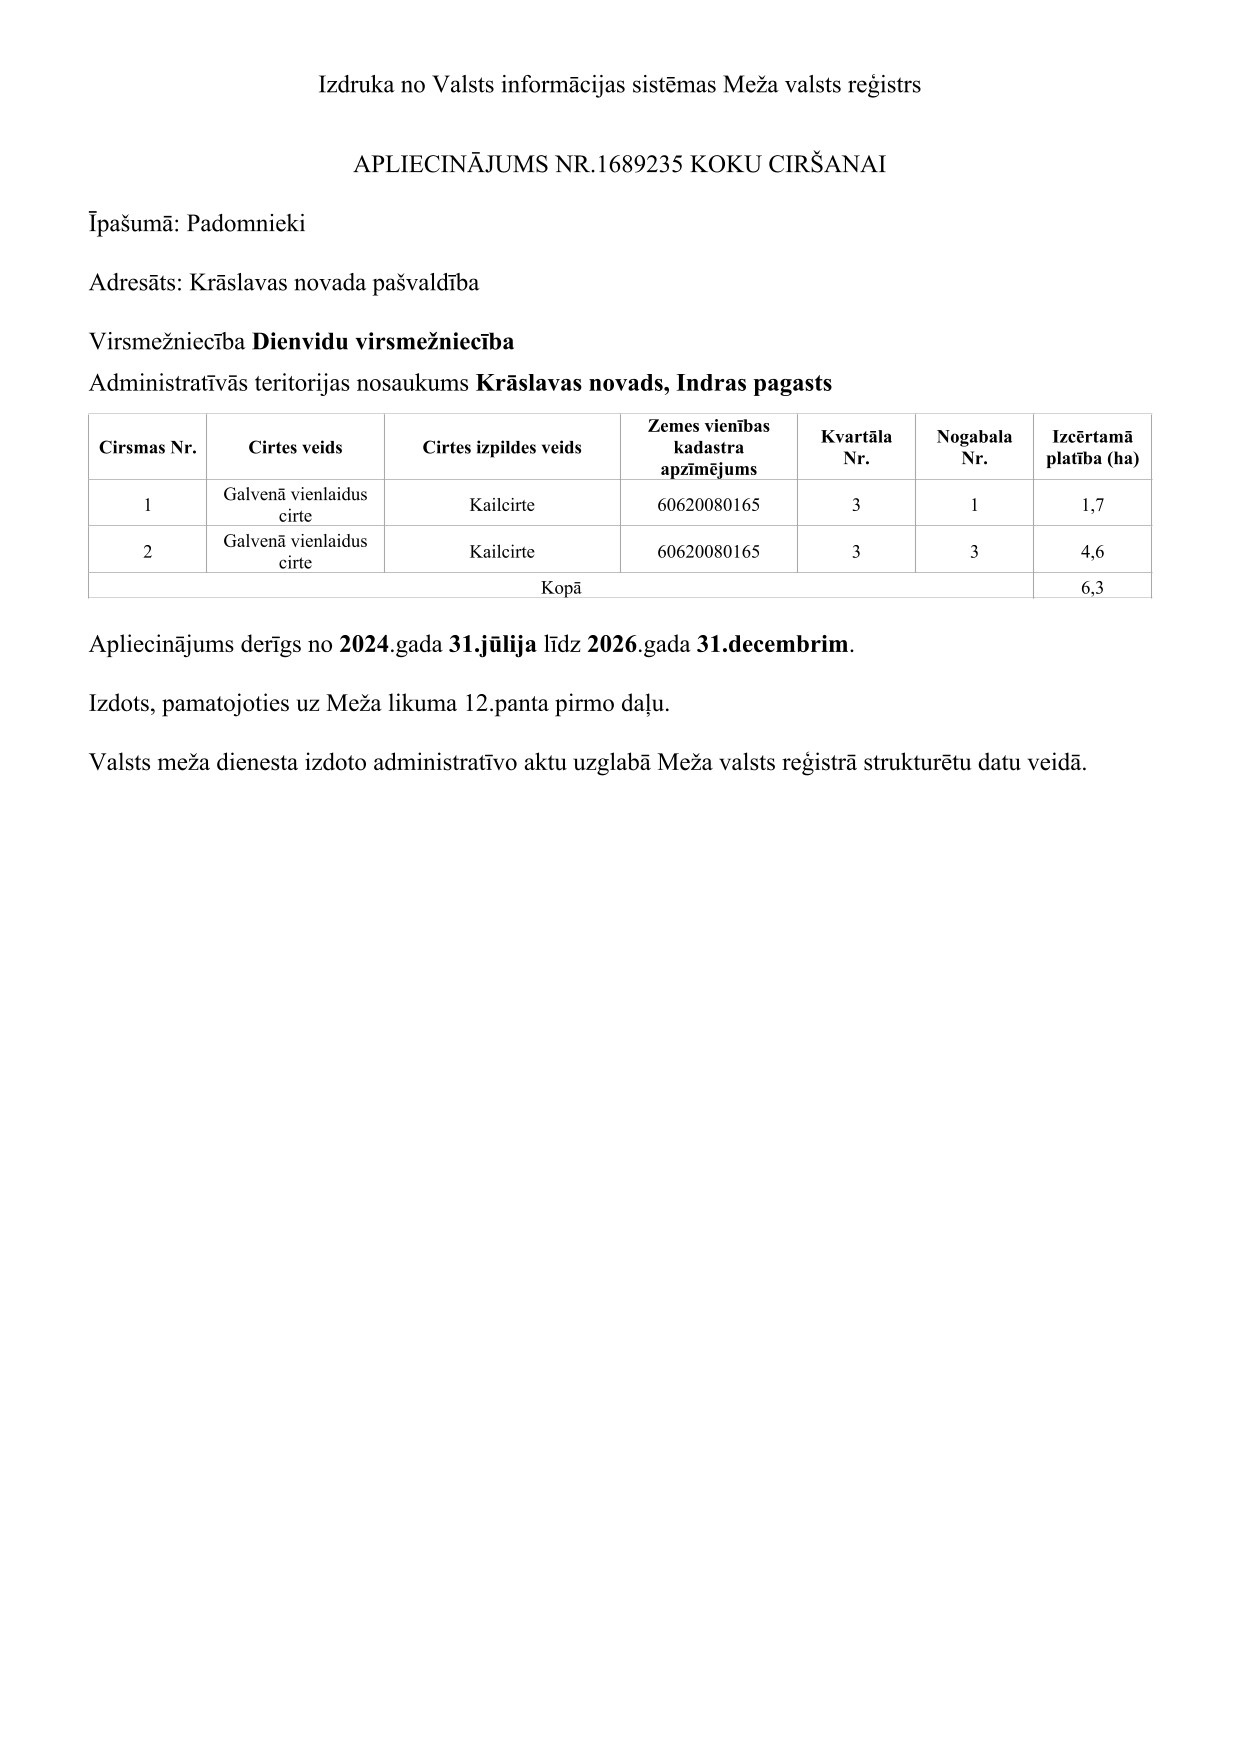 Izdruka no Valsts informācijas sistēmas Meža valsts reģistrs
APLIECINĀJUMS NR.1689235 KOKU CIRŠANAI
Īpašumā: Padomnieki
Adresāts: Krāslavas novada pašvaldība
Virsmežniecība Dienvidu virsmežniecība
Administratīvās teritorijas nosaukums Krāslavas novads, Indras pagasts
Cirsmas Nr. Cirtes veids Cirtes izpildes veids Zemes vienības kadastra apzīmējums Kvartāla Nr. Nogabala Nr. Izcērtamā platība (ha)
1 Galvenā vienlaidus cirte Kailcirte 60620080165 3 1 1,7
2 Galvenā vienlaidus cirte Kailcirte 60620080165 3 3 4,6
Kopā 6,3
Apliecinājums derīgs no 2024.gada 31.jūlija līdz 2026.gada 31.decembrim.
Izdots, pamatojoties uz Meža likuma 12.panta pirmo daļu.
Valsts meža dienesta izdoto administratīvo aktu uzglabā Meža valsts reģistrā strukturētu datu veidā.